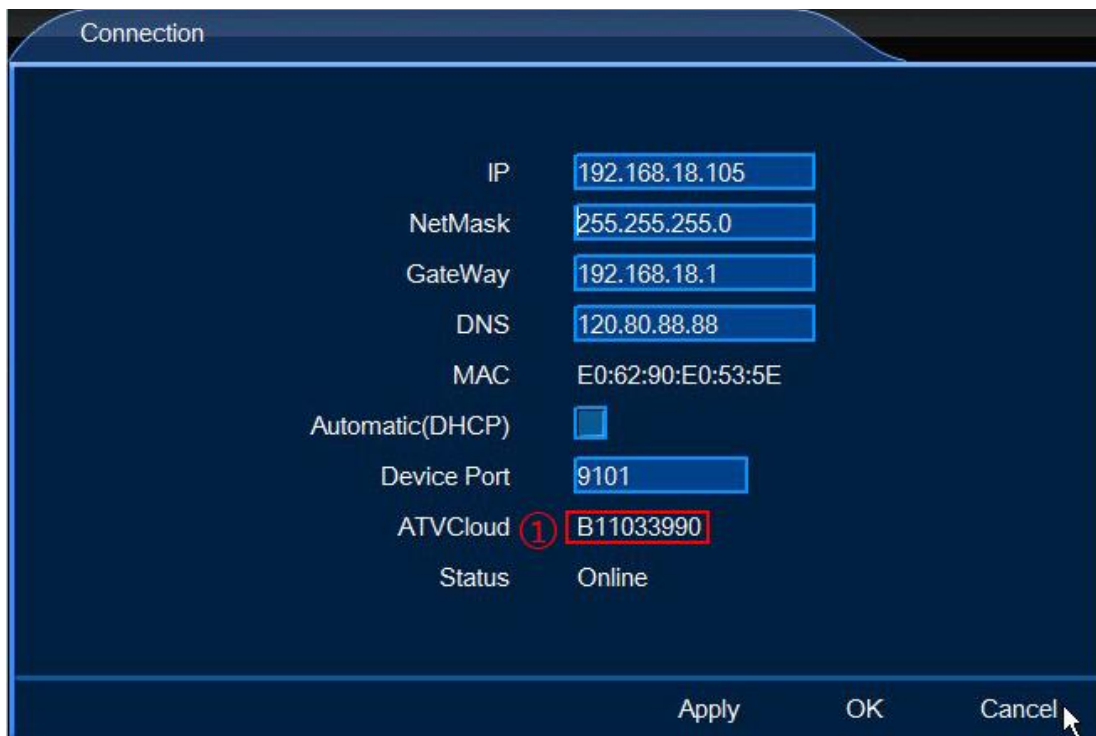 Connection
IP 192.168.18.105
NetMask 255.255.255.0
GateWay 192.168.18.1
DNS 120.80.88.88
MAC E0:62:90:E0:53:5E
Automatic(DHCP)
Device Port 9101
ATVCloud ① B11033990
Status Online
Apply OK Cancel